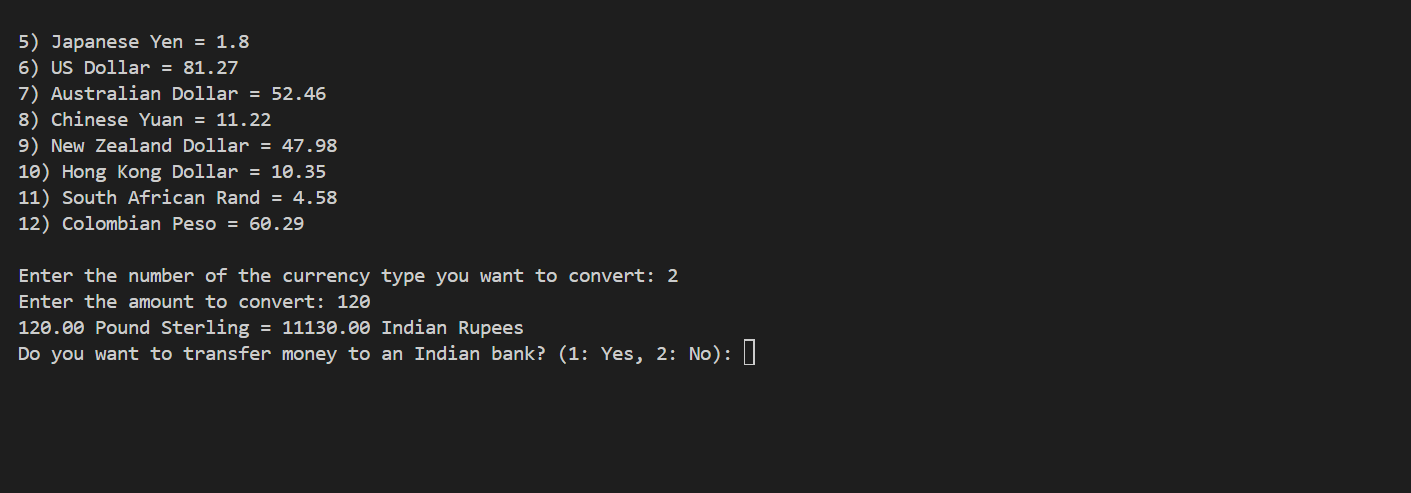 5) Japanese Yen = 1.8
6) US Dollar = 81.27
7) Australian Dollar = 52.46
8) Chinese Yuan = 11.22
9) New Zealand Dollar = 47.98
10) Hong Kong Dollar = 10.35
11) South African Rand = 4.58
12) Colombian Peso = 60.29
Enter the number of the currency type you want to convert: 2
Enter the amount to convert: 120
120.00 Pound Sterling = 11130.00 Indian Rupees
Do you want to transfer money to an Indian bank? (1: Yes, 2: No):